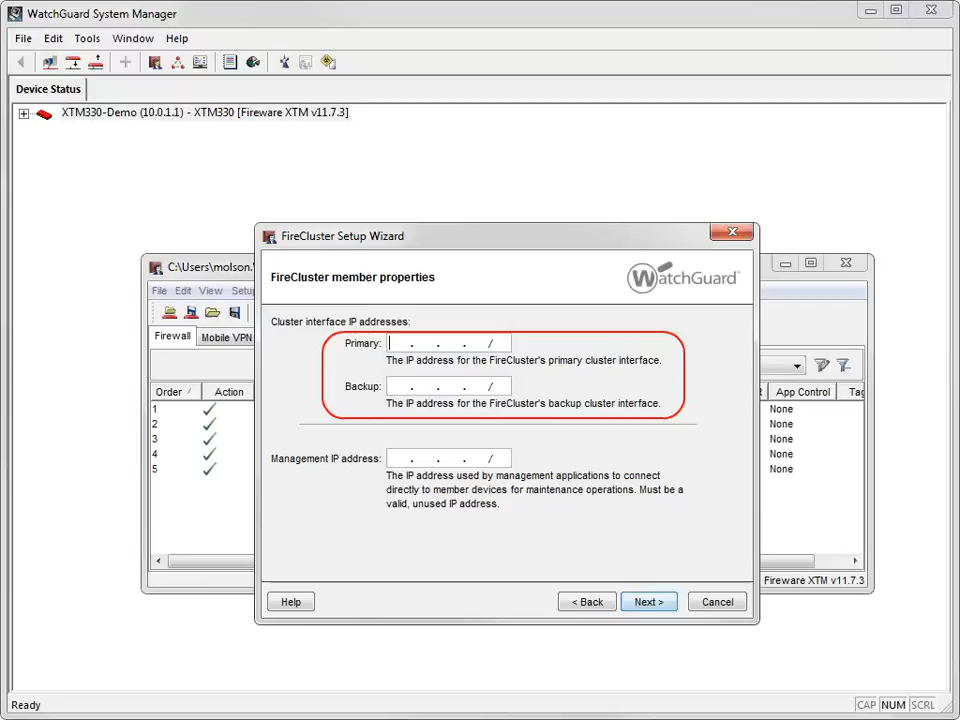 WatchGuard System Manager
File Edit Tools Window Help
Device Status
XTM330-Demo (10.0.1.1) - XTM330 [Fireware XTM v11.7.3]
FireCluster Setup Wizard
C:\Users\molson.
File Edit View
FireCluster member properties
WatchGuard
Cluster interface IP addresses:
Firewall Mobile VPN
Primary: . . . /
The IP address for the FireCluster's primary cluster interface.
Backup: . . . /
The IP address for the FireCluster's backup cluster interface.
Order / Action
App Control
1 None
2 None
3 None
4 None
5 None
Management IP address: . . . /
The IP address used by management applications to connect
directly to member devices for maintenance operations. Must be a
valid, unused IP address.
Fireware XTM v11.7.3
Help < Back Next > Cancel
Ready CAP NUM SCRL